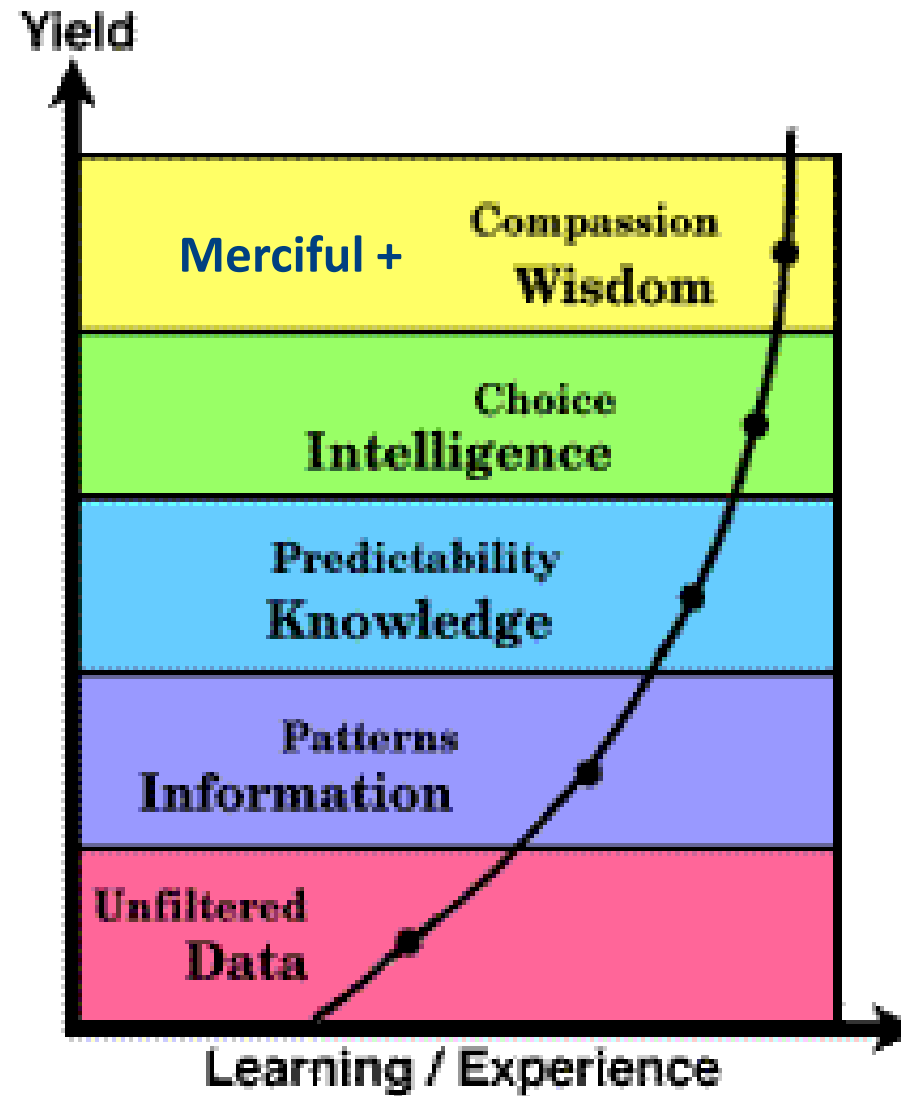 Yield
Compassion
Merciful +
Wisdom
Choice
Intelligence
Predictability
Knowledge
Patterns
Information
Unfiltered
Data
Learning / Experience